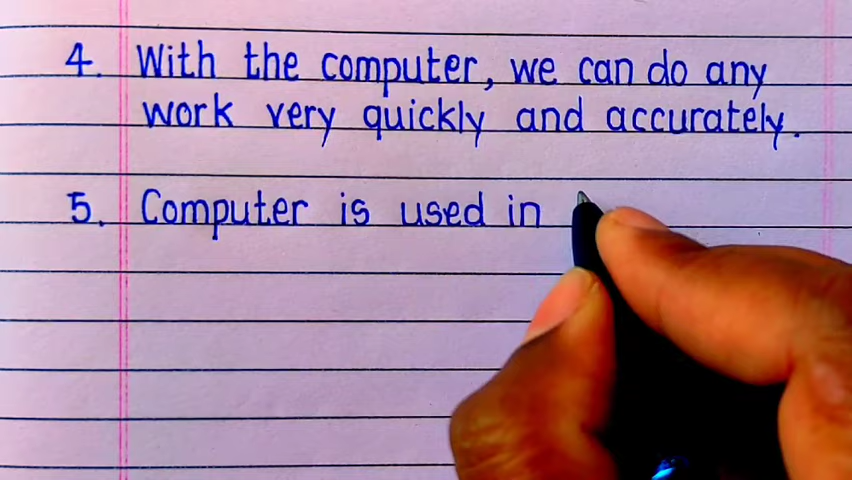 4. With the computer, we can do any
work very quickly and accurately.
5. Computer is used in